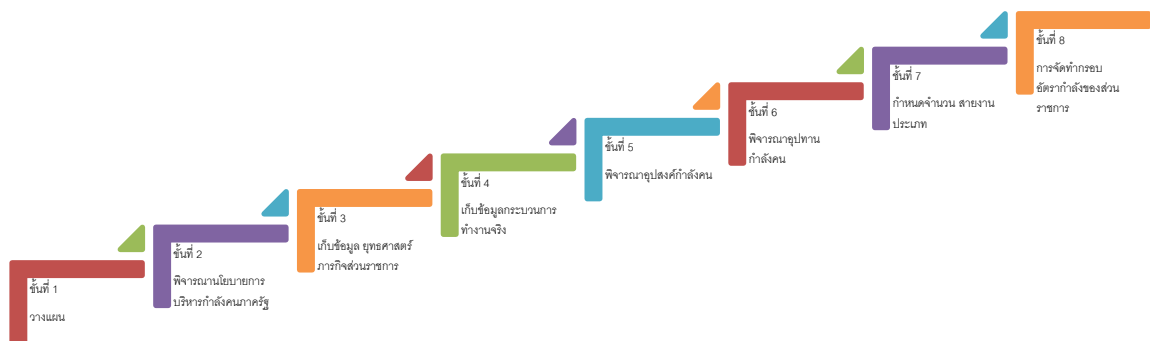 ขั้นที่ 1
วางแผน
ขั้นที่ 2
พิจารณานโยบายการ
บริหารกำลังคนภาครัฐ
ขั้นที่ 3
เก็บข้อมูล ยุทธศาสตร์
ภารกิจส่วนราชการ
ขั้นที่ 4
เก็บข้อมูลกระบวนการ
ทำงานจริง
ขั้นที่ 5
พิจารณาอุปสงค์กำลังคน
ขั้นที่ 6
พิจารณาอุปทาน
กำลังคน
ขั้นที่ 7
กำหนดจำนวน สายงาน
ประเภท
ขั้นที่ 8
การจัดทำกรอบ
อัตรากำลังของส่วน
ราชการ